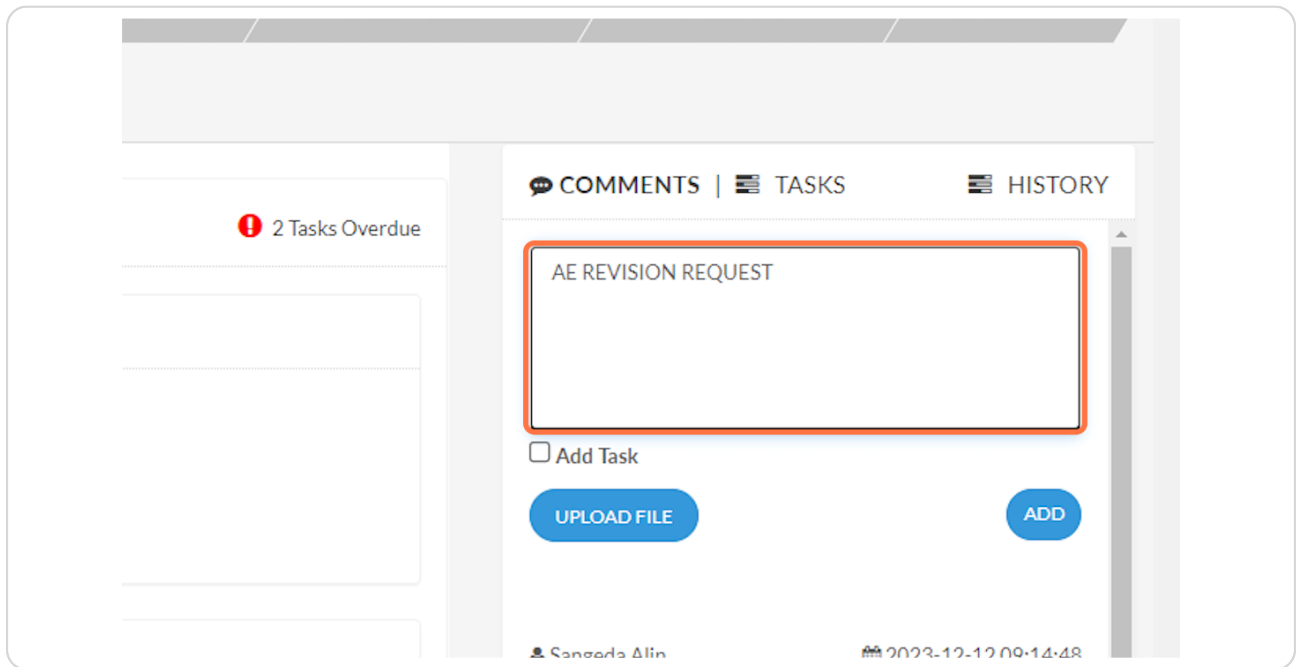 COMMENTS | TASKS HISTORY
2 Tasks Overdue
AE REVISION REQUEST
Add Task
UPLOAD FILE ADD
Sangeda Alin 2023-12-12 09:14:48